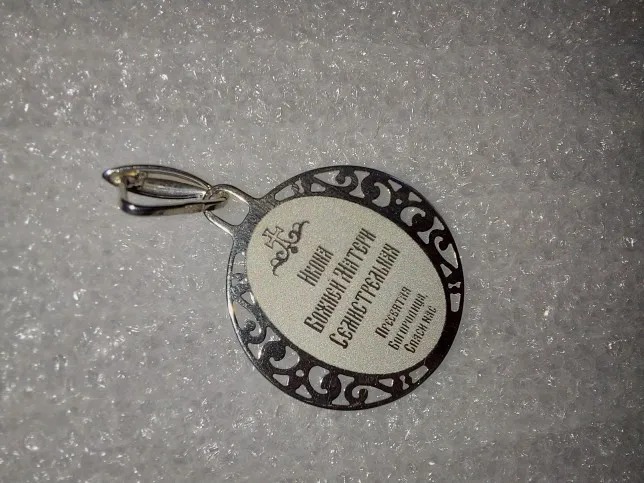 Икона
Божией Матери
Семистрельная
Пресвятая
Богородица,
Спаси нас